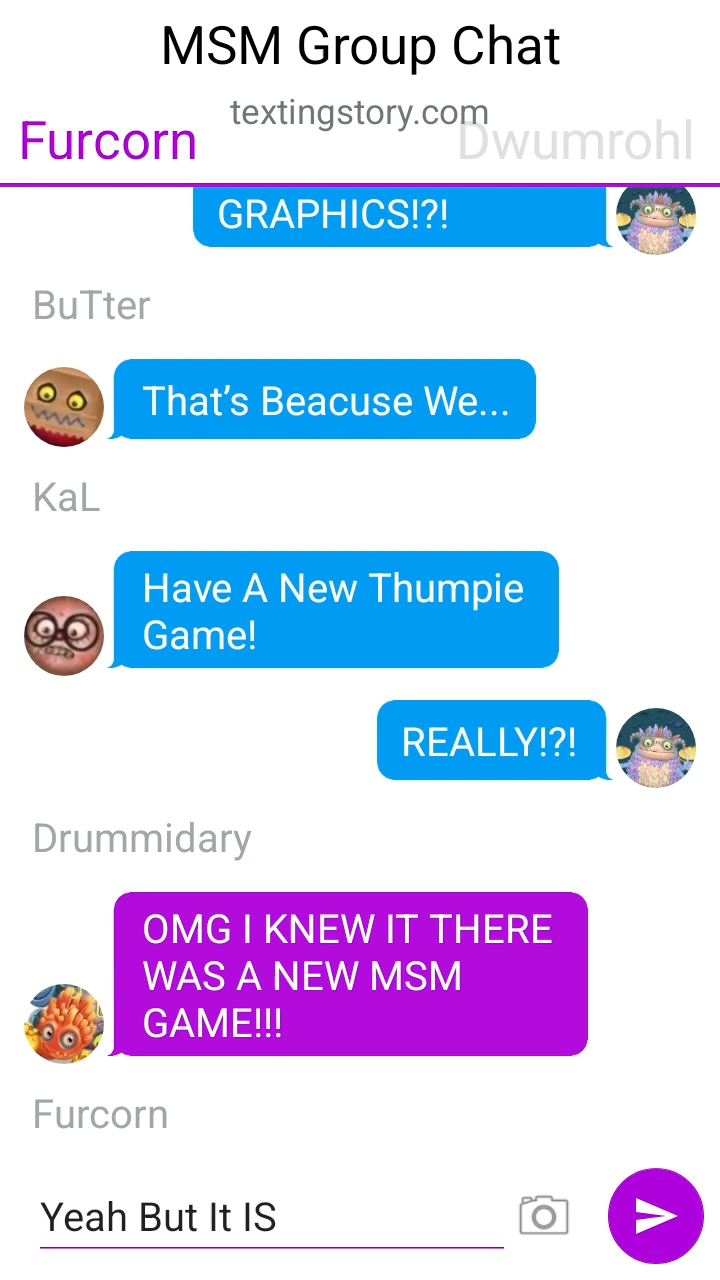 MSM Group Chat
textingstory.com
Furcorn
Dwumrohl
GRAPHICS!?!
BuTter
That’s Beacuse We...
KaL
Have A New Thumpie
Game!
REALLY!?!
Drummidary
OMG I KNEW IT THERE
WAS A NEW MSM
GAME!!!
Furcorn
Yeah But It IS